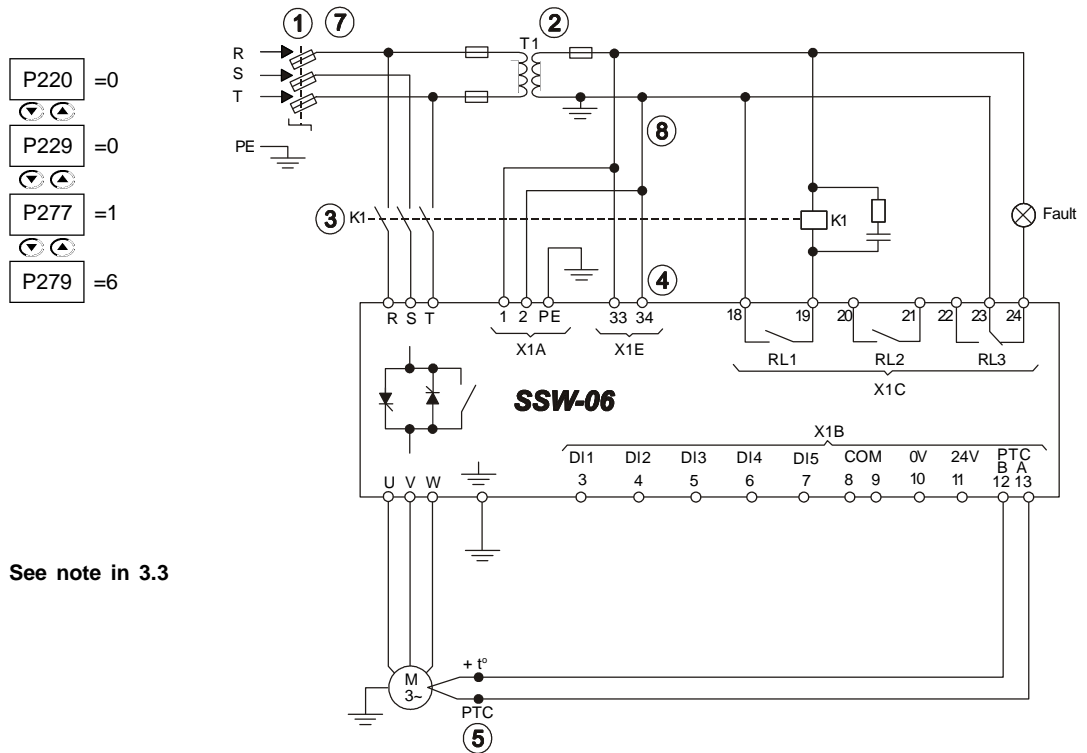 P220 =0
P229 =0
P277 =1
P279 =6
1 7 2
R
S
T
PE
T1
8
3 K1
K1
Fault
4
R S T 1 2 PE 33 34 18 19 20 21 22 23 24
X1A X1E RL1 RL2 RL3
X1C
SSW-06
X1B
DI1 DI2 DI3 DI4 DI5 COM 0V 24V PTC
B A
3 4 5 6 7 8 9 10 11 12 13
U V W
See note in 3.3
M
3~
+ tº
PTC
5